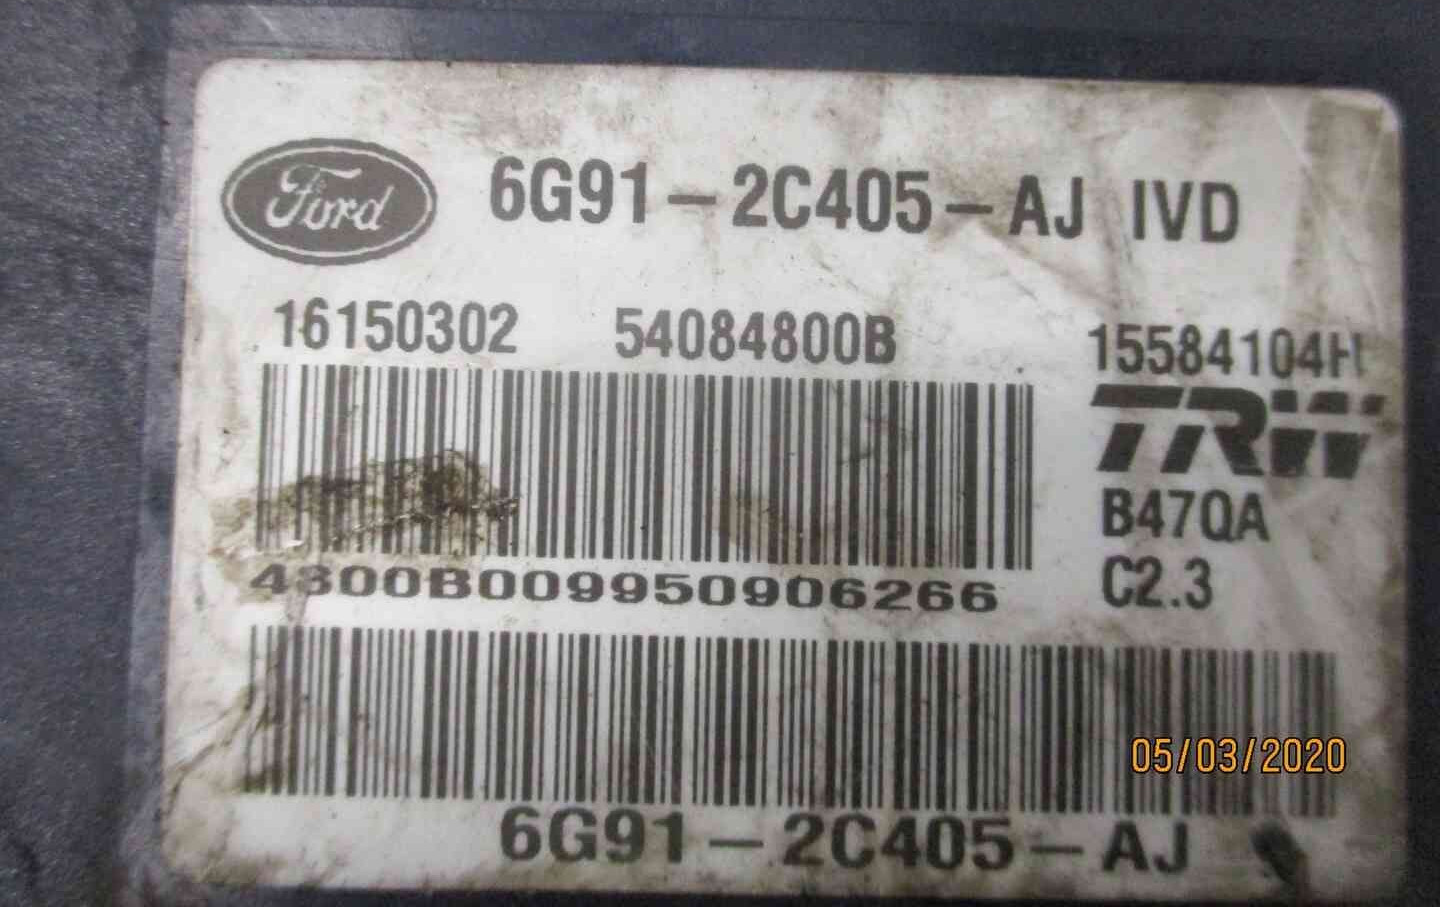 Ford 6G91-2C405-AJ IVD
16150302 54084800B 15584104H
TRW
B47QA
C2.3
4300B009950906266
05/03/2020
6G91-2C405-AJ